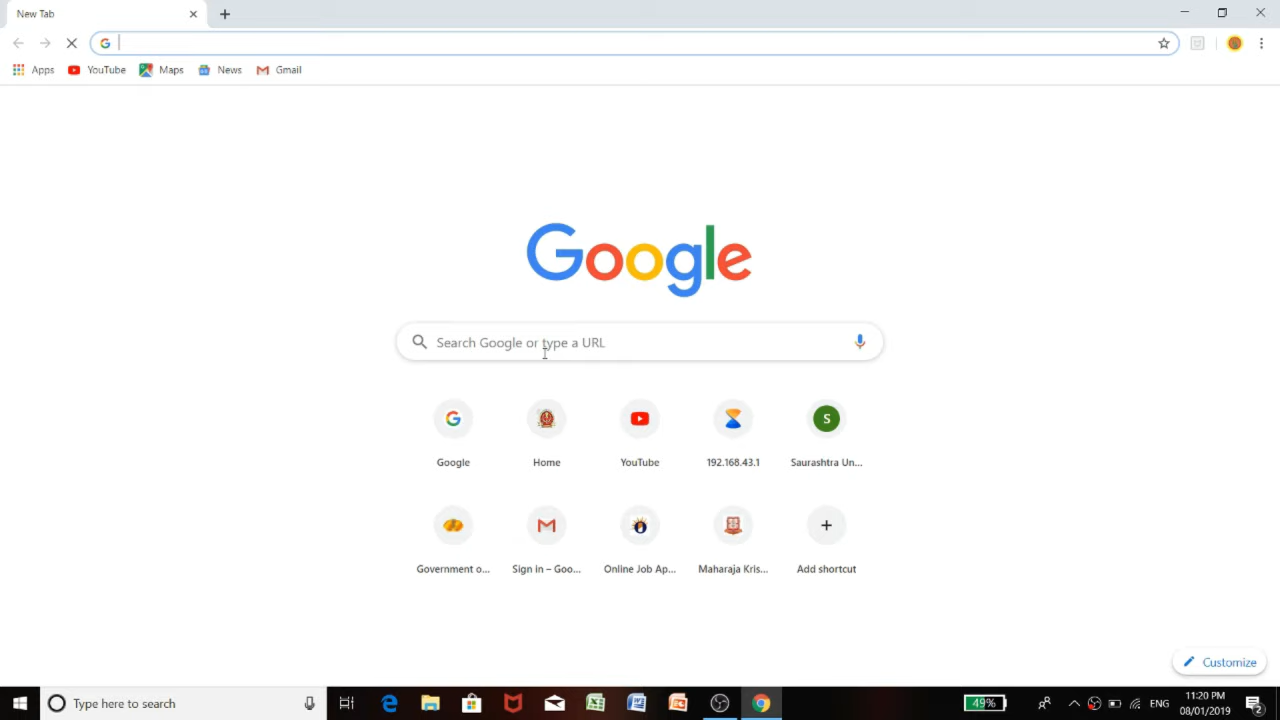 New Tab
Apps YouTube Maps News Gmail
Google
Search Google or type a URL
Google Home YouTube 192.168.43.1 Saurashtra Un...
S
Government o... Sign in – Goo... Online Job Ap... Maharaja Kris... Add shortcut
Customize
Type here to search
49%
ENG
11:20 PM
08/01/2019
2